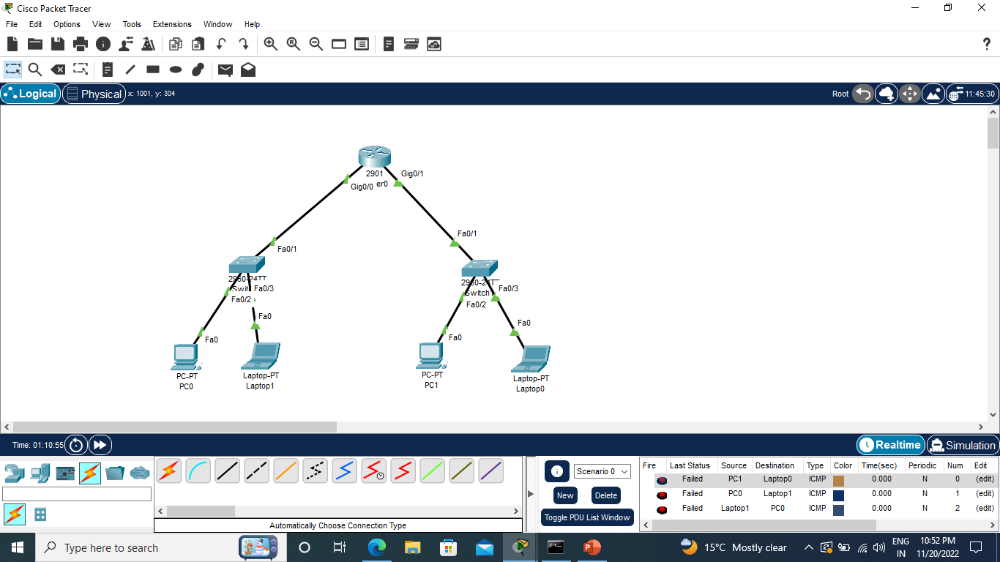 Cisco Packet Tracer
File Edit Options View Tools Extensions Window Help
?
Logical Physical x: 1001, y: 304 Root 11:45:30
2901
er0
Gig0/0
Gig0/1
Fa0/1
Fa0/1
2960-24TT
Fa0/3
Fa0/2
2960-24TT
Switch1
Fa0/3
Fa0/2
Fa0
Fa0
Fa0
Fa0
PC-PT
PC0
Laptop-PT
Laptop1
PC-PT
PC1
Laptop-PT
Laptop0
Time: 01:10:55 Realtime Simulation
Automatically Choose Connection Type
Scenario 0
New Delete
Toggle PDU List Window
Fire Last Status Source Destination Type Color Time(sec) Periodic Num Edit
Failed PC1 Laptop0 ICMP 0.000 N 0 (edit)
Failed PC0 Laptop1 ICMP 0.000 N 1 (edit)
Failed Laptop1 PC0 ICMP 0.000 N 2 (edit)
Type here to search
15°C Mostly clear
ENG
IN
10:52 PM
11/20/2022